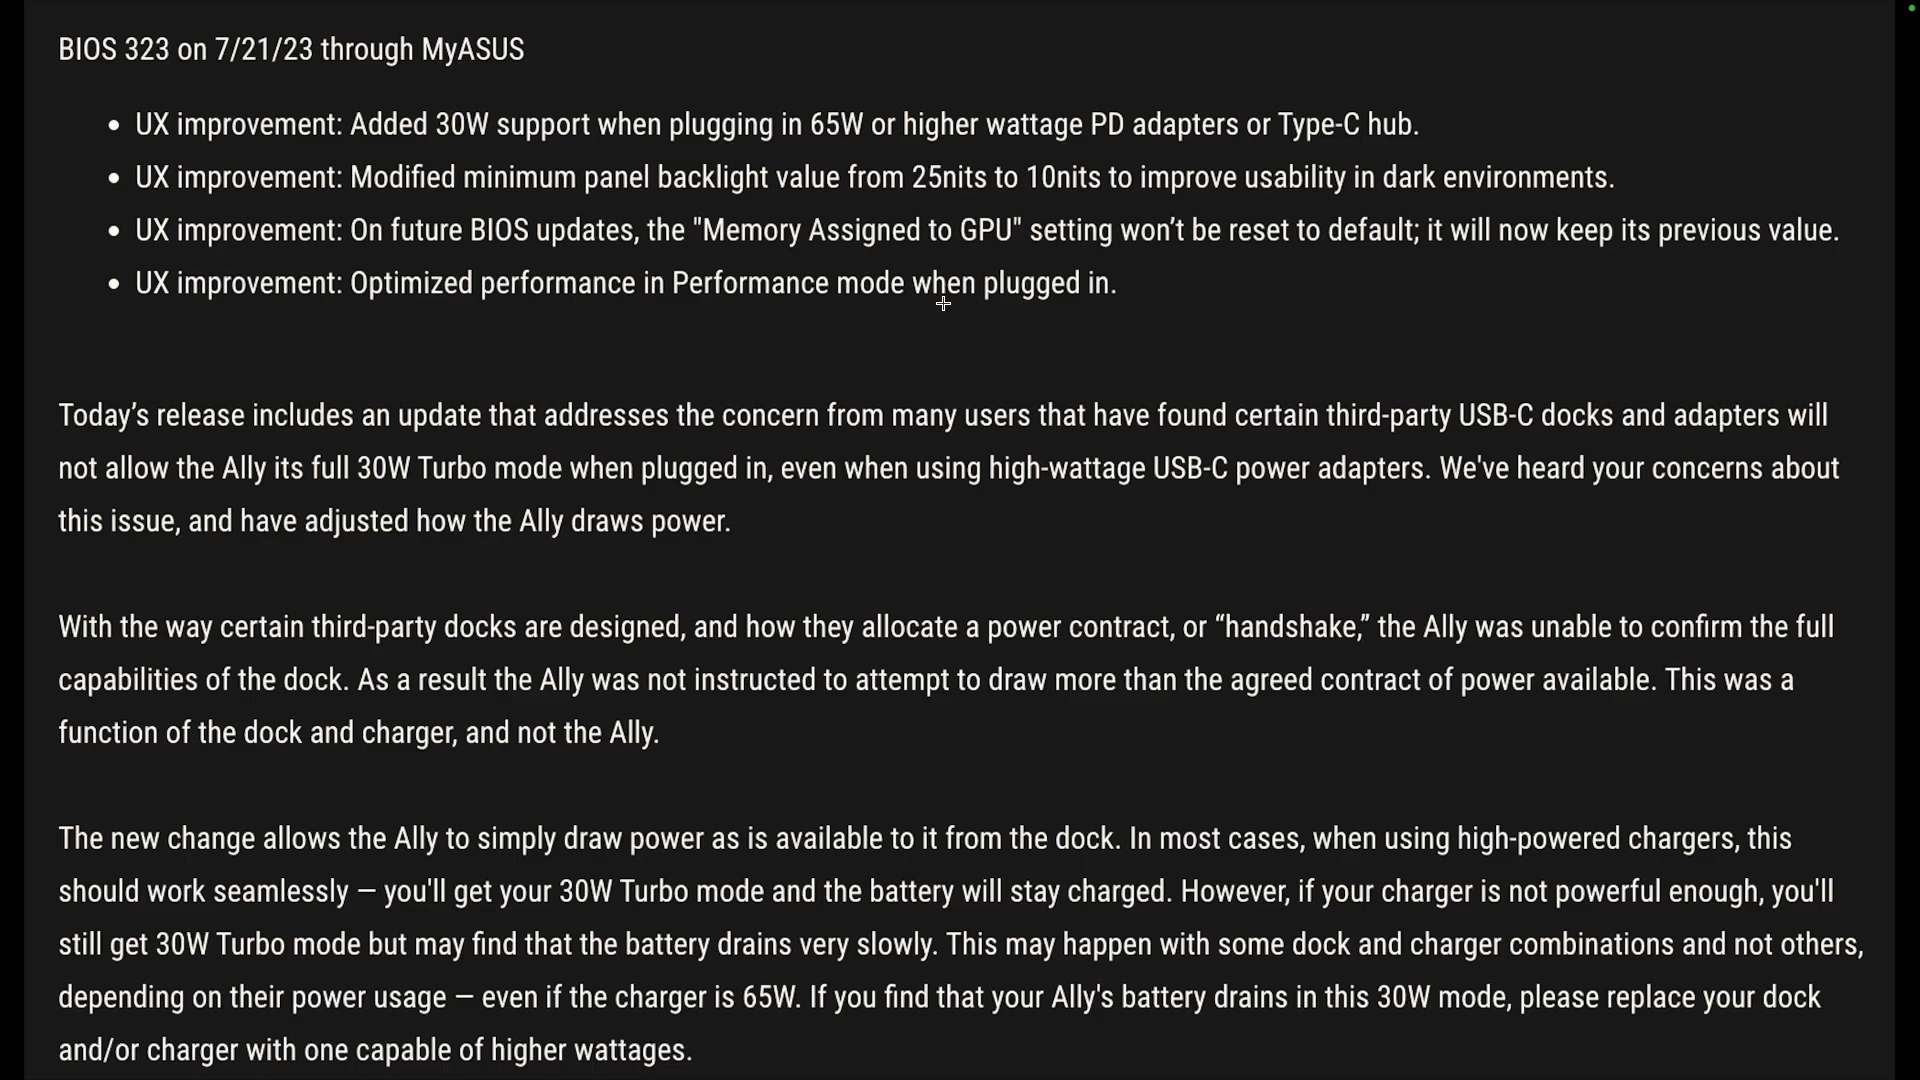 BIOS 323 on 7/21/23 through MyASUS
• UX improvement: Added 30W support when plugging in 65W or higher wattage PD adapters or Type-C hub.
• UX improvement: Modified minimum panel backlight value from 25nits to 10nits to improve usability in dark environments.
• UX improvement: On future BIOS updates, the "Memory Assigned to GPU" setting won’t be reset to default; it will now keep its previous value.
• UX improvement: Optimized performance in Performance mode when plugged in.
Today’s release includes an update that addresses the concern from many users that have found certain third-party USB-C docks and adapters will
not allow the Ally its full 30W Turbo mode when plugged in, even when using high-wattage USB-C power adapters. We've heard your concerns about
this issue, and have adjusted how the Ally draws power.
With the way certain third-party docks are designed, and how they allocate a power contract, or “handshake,” the Ally was unable to confirm the full
capabilities of the dock. As a result the Ally was not instructed to attempt to draw more than the agreed contract of power available. This was a
function of the dock and charger, and not the Ally.
The new change allows the Ally to simply draw power as is available to it from the dock. In most cases, when using high-powered chargers, this
should work seamlessly — you'll get your 30W Turbo mode and the battery will stay charged. However, if your charger is not powerful enough, you'll
still get 30W Turbo mode but may find that the battery drains very slowly. This may happen with some dock and charger combinations and not others,
depending on their power usage — even if the charger is 65W. If you find that your Ally's battery drains in this 30W mode, please replace your dock
and/or charger with one capable of higher wattages.